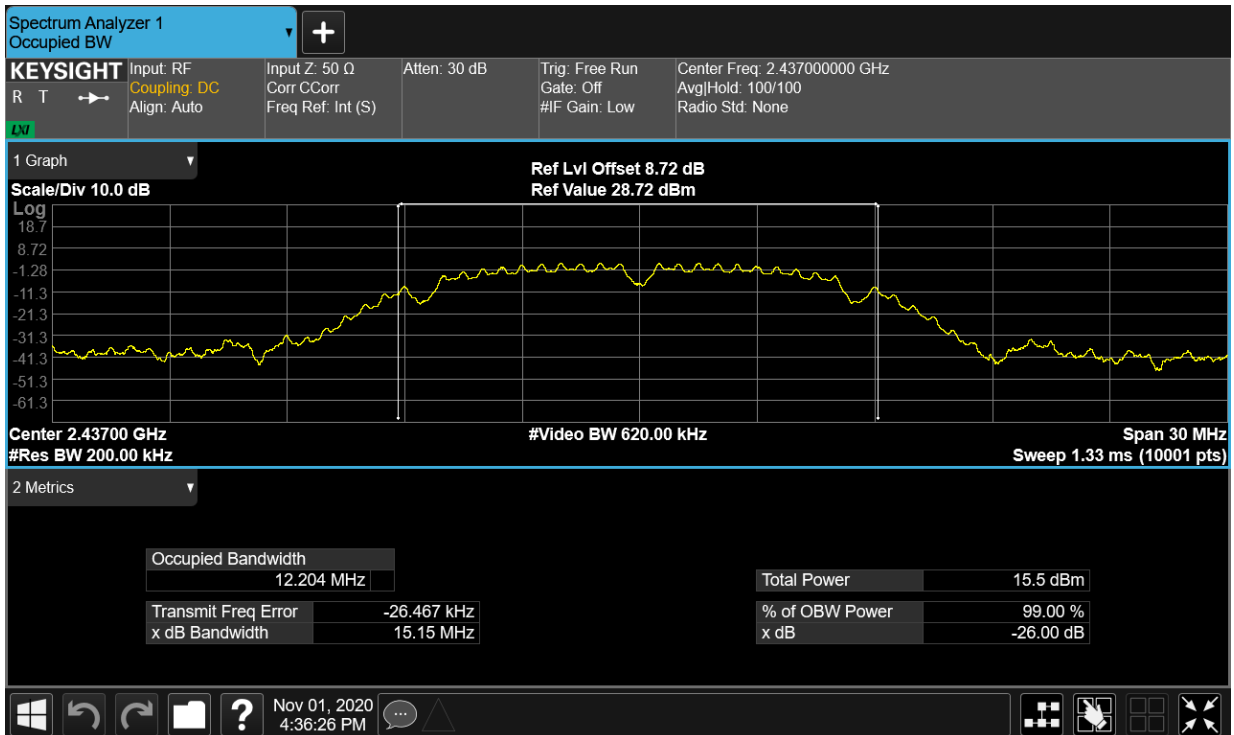 Spectrum Analyzer 1
Occupied BW
▼
+
KEYSIGHT
R T
LXI
Input: RF
Coupling: DC
Align: Auto
Input Z: 50 Ω
Corr CCorr
Freq Ref: Int (S)
Atten: 30 dB
Trig: Free Run
Gate: Off
#IF Gain: Low
Center Freq: 2.437000000 GHz
Avg|Hold: 100/100
Radio Std: None
1 Graph
▼
Scale/Div 10.0 dB
Ref Lvl Offset 8.72 dB
Ref Value 28.72 dBm
Log
18.7
8.72
-1.28
-11.3
-21.3
-31.3
-41.3
-51.3
-61.3
Center 2.43700 GHz
#Res BW 200.00 kHz
#Video BW 620.00 kHz
Span 30 MHz
Sweep 1.33 ms (10001 pts)
2 Metrics
▼
Occupied Bandwidth
12.204 MHz
Transmit Freq Error -26.467 kHz
x dB Bandwidth 15.15 MHz
Total Power 15.5 dBm
% of OBW Power 99.00 %
x dB -26.00 dB
?
Nov 01, 2020
4:36:26 PM